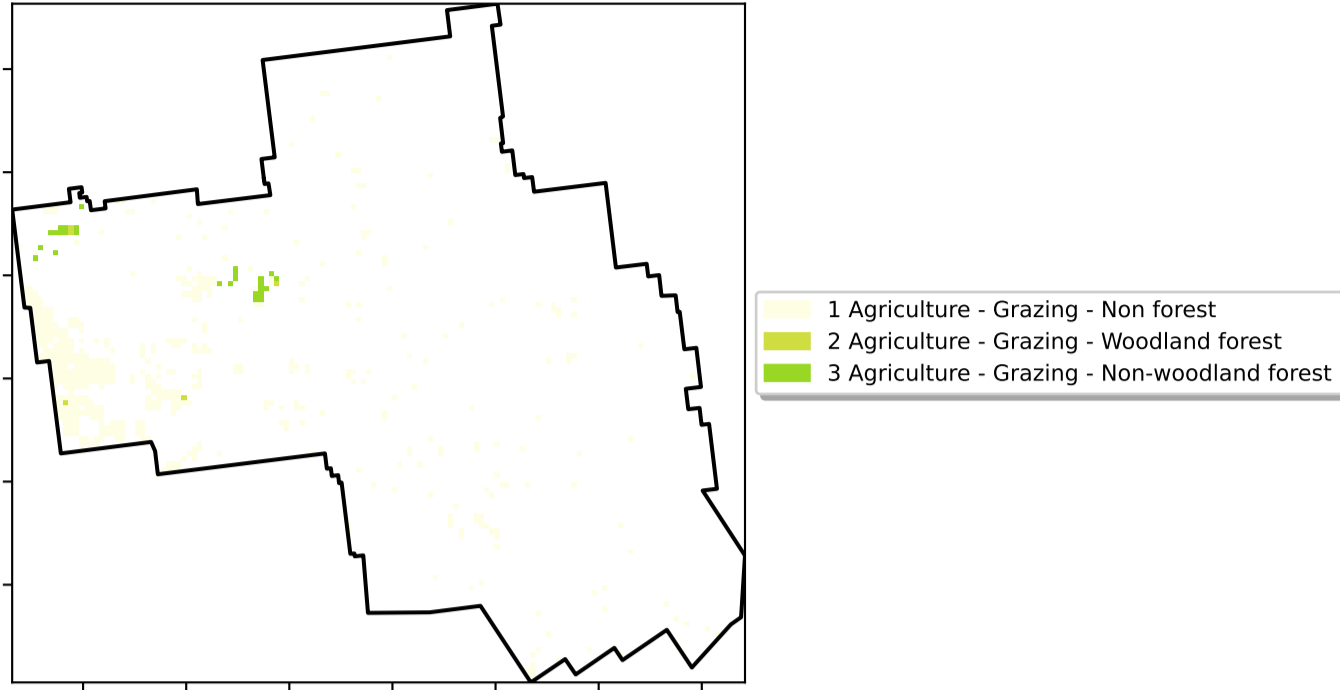 1 Agriculture - Grazing - Non forest
2 Agriculture - Grazing - Woodland forest
3 Agriculture - Grazing - Non-woodland forest